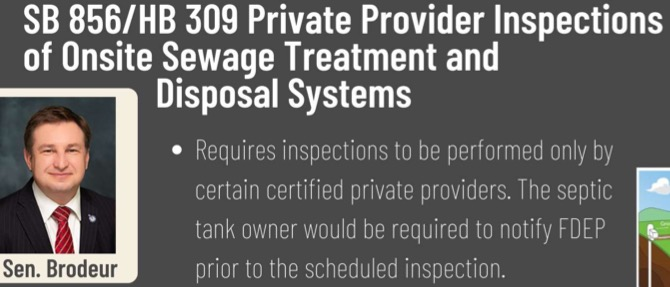 SB 856/HB 309 Private Provider Inspections
of Onsite Sewage Treatment and
Disposal Systems
• Requires inspections to be performed only by
certain certified private providers. The septic
tank owner would be required to notify FDEP
prior to the scheduled inspection.
Sen. Brodeur